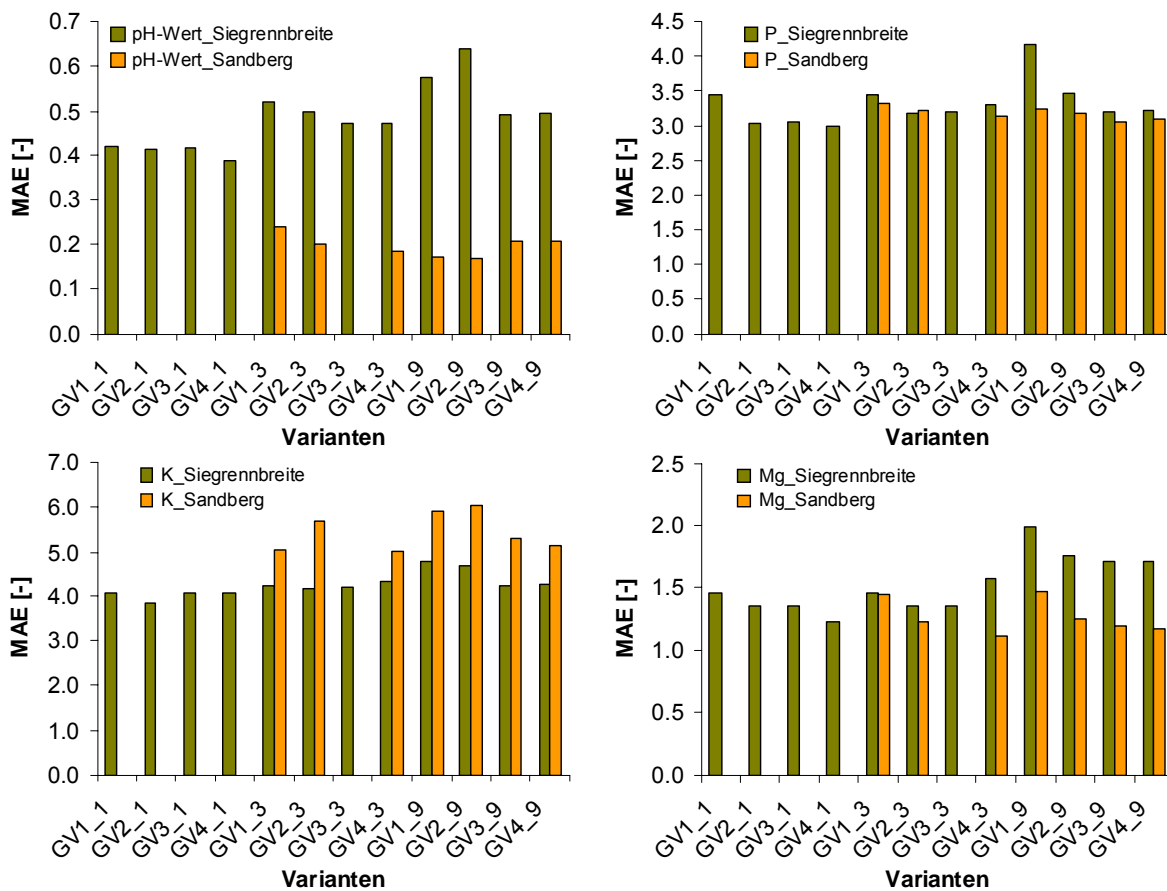 pH-Wert_Siegrennbreite
pH-Wert_Sandberg
MAE [-]
0.7
0.6
0.5
0.4
0.3
0.2
0.1
0.0
GV1_1
GV2_1
GV3_1
GV4_1
GV1_3
GV2_3
GV3_3
GV4_3
GV1_9
GV2_9
GV3_9
GV4_9
Varianten
P_Siegrennbreite
P_Sandberg
MAE [-]
4.5
4.0
3.5
3.0
2.5
2.0
1.5
1.0
0.5
0.0
GV1_1
GV2_1
GV3_1
GV4_1
GV1_3
GV2_3
GV3_3
GV4_3
GV1_9
GV2_9
GV3_9
GV4_9
Varianten
K_Siegrennbreite
K_Sandberg
MAE [-]
7.0
6.0
5.0
4.0
3.0
2.0
1.0
0.0
GV1_1
GV2_1
GV3_1
GV4_1
GV1_3
GV2_3
GV3_3
GV4_3
GV1_9
GV2_9
GV3_9
GV4_9
Varianten
Mg_Siegrennbreite
Mg_Sandberg
MAE [-]
2.5
2.0
1.5
1.0
0.5
0.0
GV1_1
GV2_1
GV3_1
GV4_1
GV1_3
GV2_3
GV3_3
GV4_3
GV1_9
GV2_9
GV3_9
GV4_9
Varianten